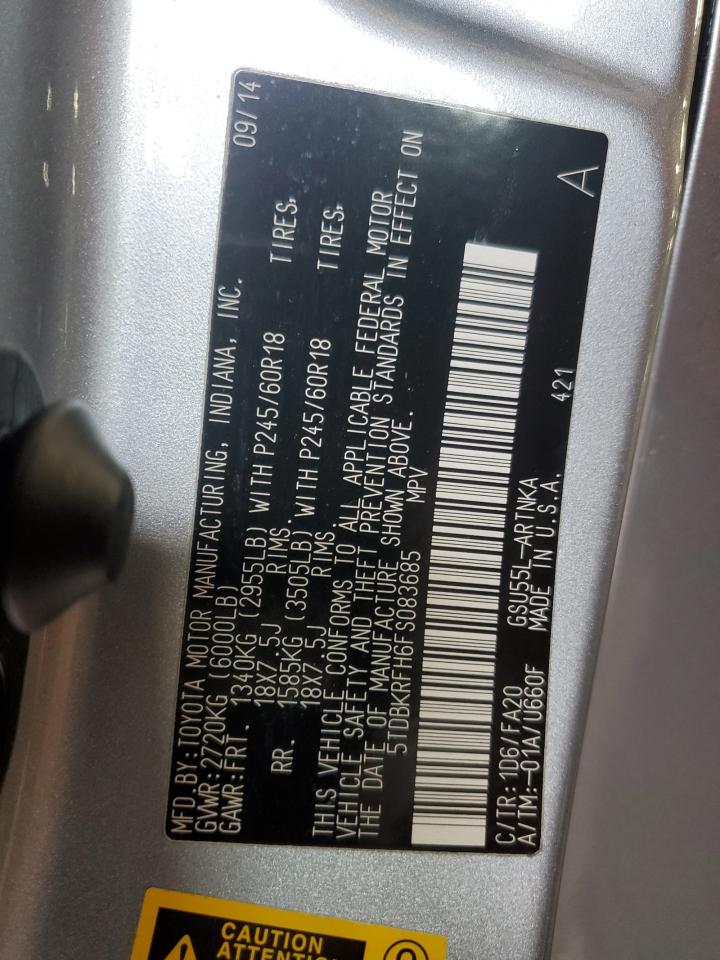 MFD.BY:TOYOTA MOTOR MANUFACTURING, INDIANA, INC. 09/14
GVWR:2720KG (6000LB)
GAWR:FRT. 1340KG (2955LB) WITH P245/60R18 TIRES,
18X7.5J RIMS.
RR. 1585KG (3505LB) WITH P245/60R18 TIRES,
18X7.5J RIMS.
THIS VEHICLE CONFORMS TO ALL APPLICABLE FEDERAL MOTOR
VEHICLE SAFETY AND THEFT PREVENTION STANDARDS IN EFFECT ON
THE DATE OF MANUFACTURE SHOWN ABOVE.
5TDBKRFH6FS083685 MPV
A
C/TR:1D6/FA20 GSU55L-ARTNKA 421
A/TM:-01A/U660F MADE IN U.S.A.
CAUTION